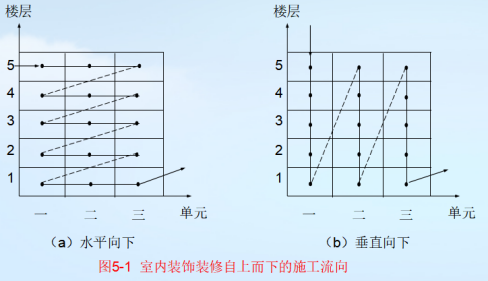 楼层
5
4
3
2
1
一 二 三 单元
(a) 水平向下
楼层
5
4
3
2
1
一 二 三 单元
(b) 垂直向下
图5-1 室内装饰装修自上而下的施工流向